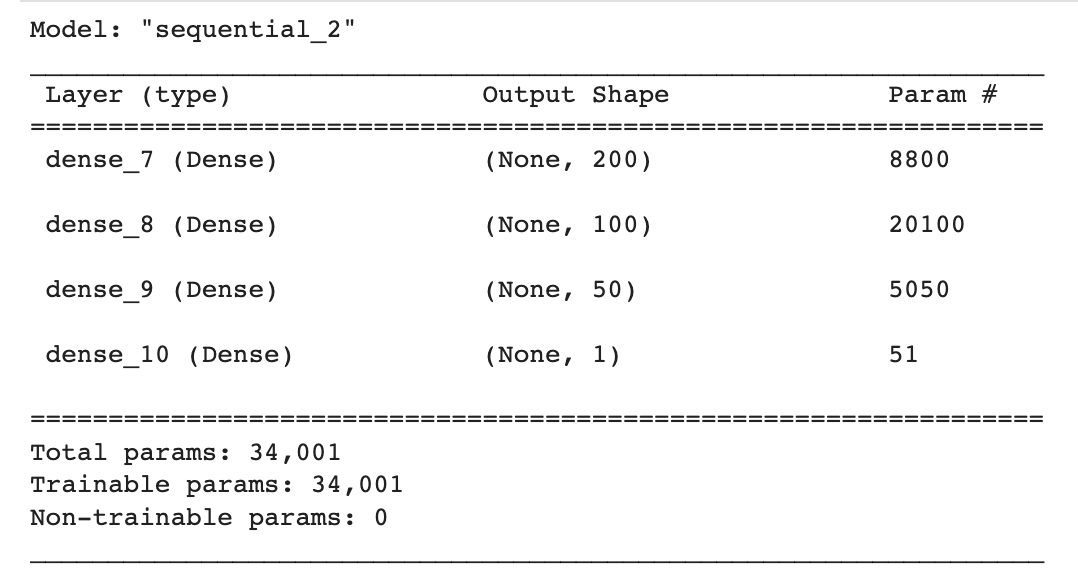 Model: "sequential_2"
Layer (type) Output Shape Param #
=================================================================
dense_7 (Dense) (None, 200) 8800
dense_8 (Dense) (None, 100) 20100
dense_9 (Dense) (None, 50) 5050
dense_10 (Dense) (None, 1) 51
=================================================================
Total params: 34,001
Trainable params: 34,001
Non-trainable params: 0